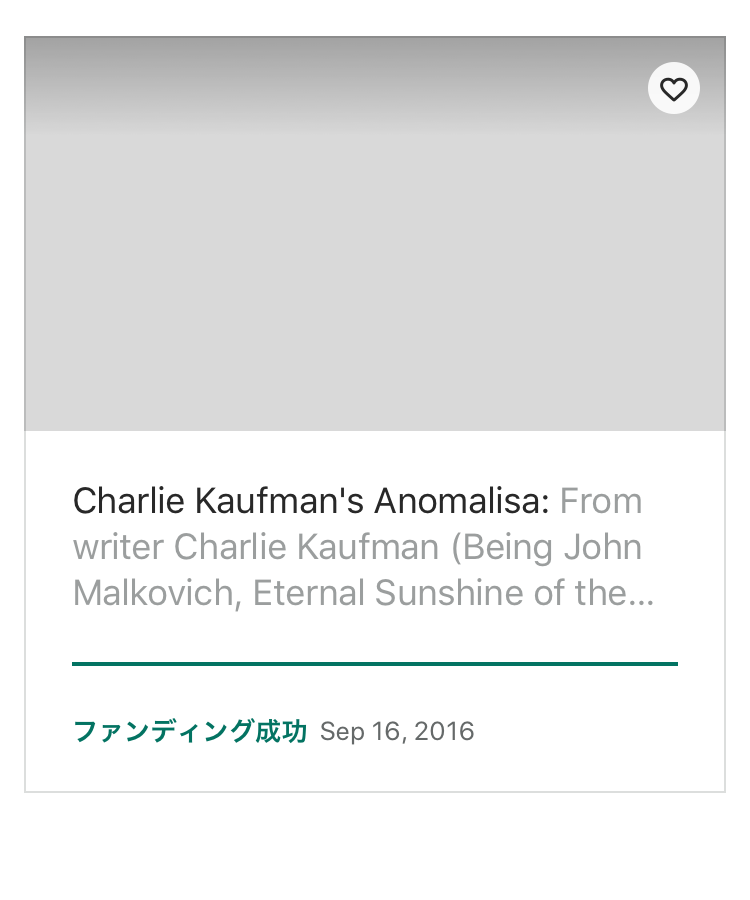 Charlie Kaufman's Anomalisa: From
writer Charlie Kaufman (Being John
Malkovich, Eternal Sunshine of the…
ファンディング成功 Sep 16, 2016